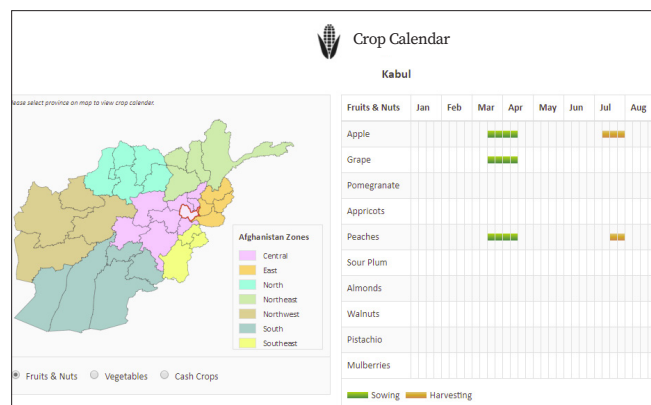 Crop Calendar
Kabul
lease select province on map to view crop calender.
Afghanistan Zones
Central
East
North
Northeast
Northwest
South
Southeast
Fruits & Nuts Vegetables Cash Crops
Fruits & Nuts Jan Feb Mar Apr May Jun Jul Aug
Apple
Grape
Pomegranate
Appricots
Peaches
Sour Plum
Almonds
Walnuts
Pistachio
Mulberries
Sowing Harvesting